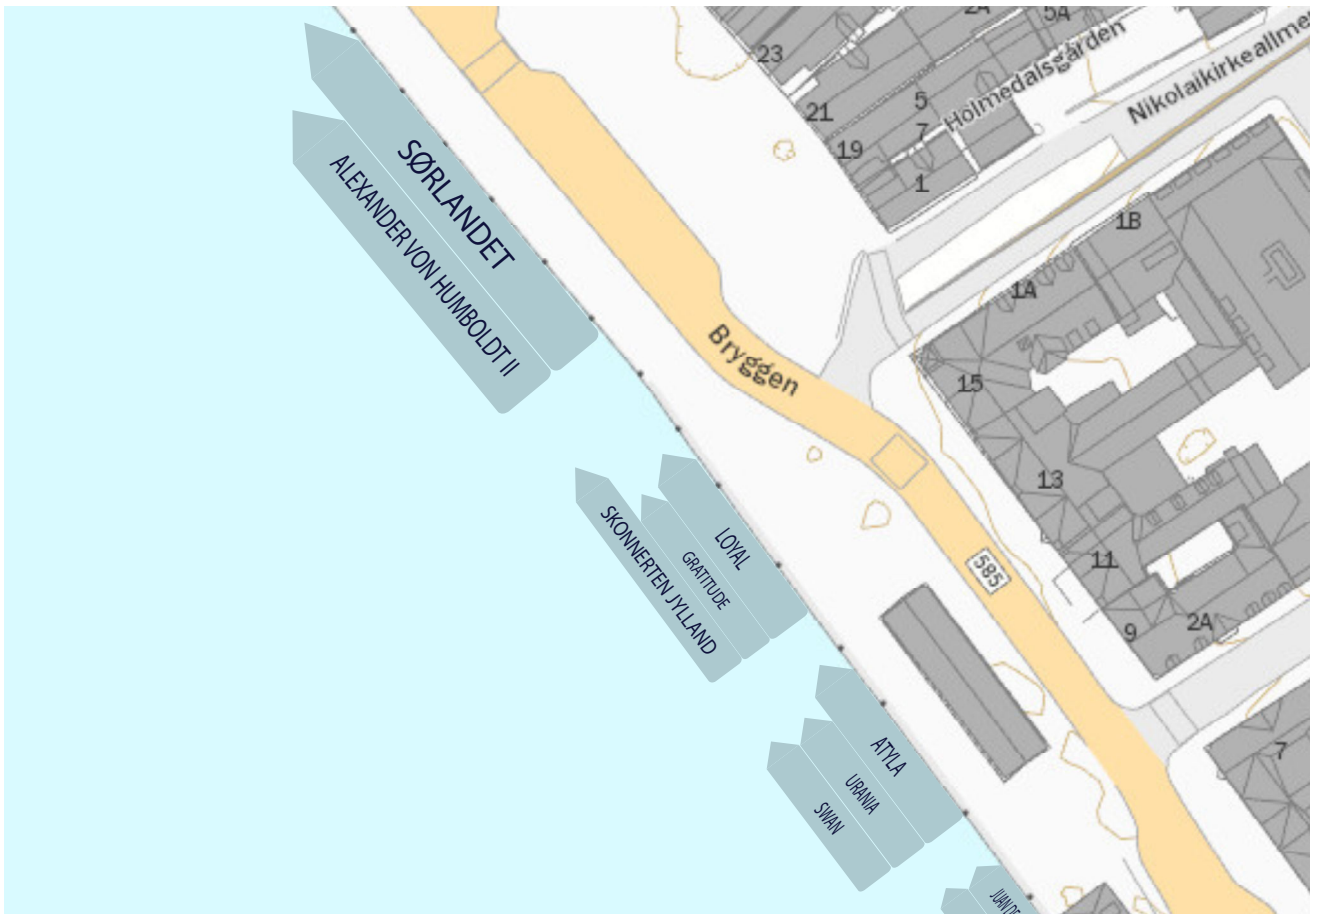 2A
5A
23
Holmedalsgården
Nikolaikirkeallme
21
5
7
19
1
1B
SØRLANDET
ALEXANDER VON HUMBOLDT II
1A
Bryggen
15
13
LOYAL
GRATITUDE
SKONNERTEN JYLLAND
585
11
9
2A
ATYLA
URANIA
SWAN
7